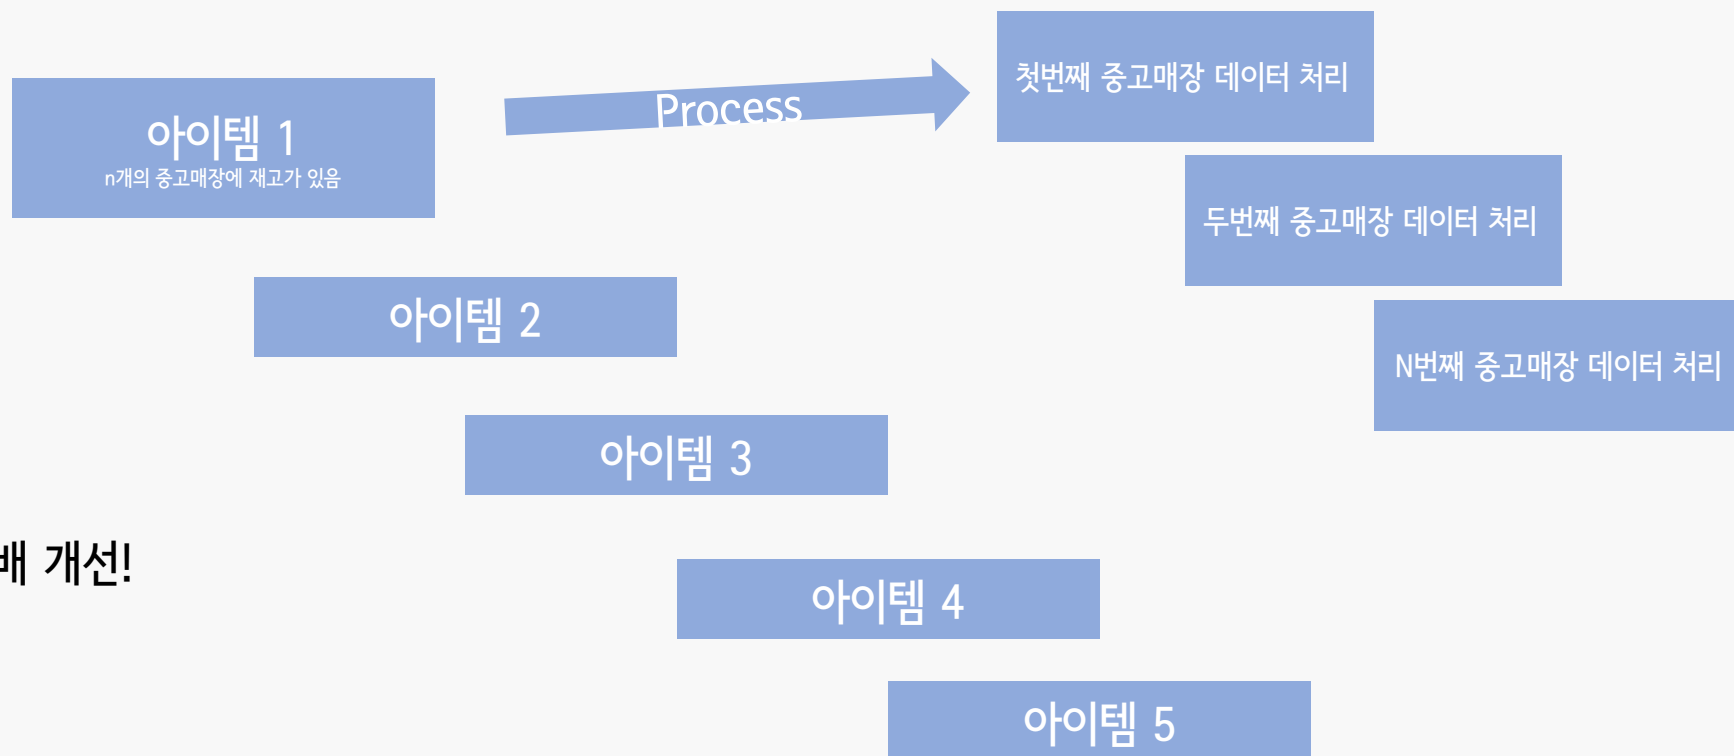 아이템 1
n개의 중고매장에 재고가 있음
Process
첫번째 중고매장 데이터 처리
두번째 중고매장 데이터 처리
N번째 중고매장 데이터 처리
아이템 2
아이템 3
배 개선!
아이템 4
아이템 5